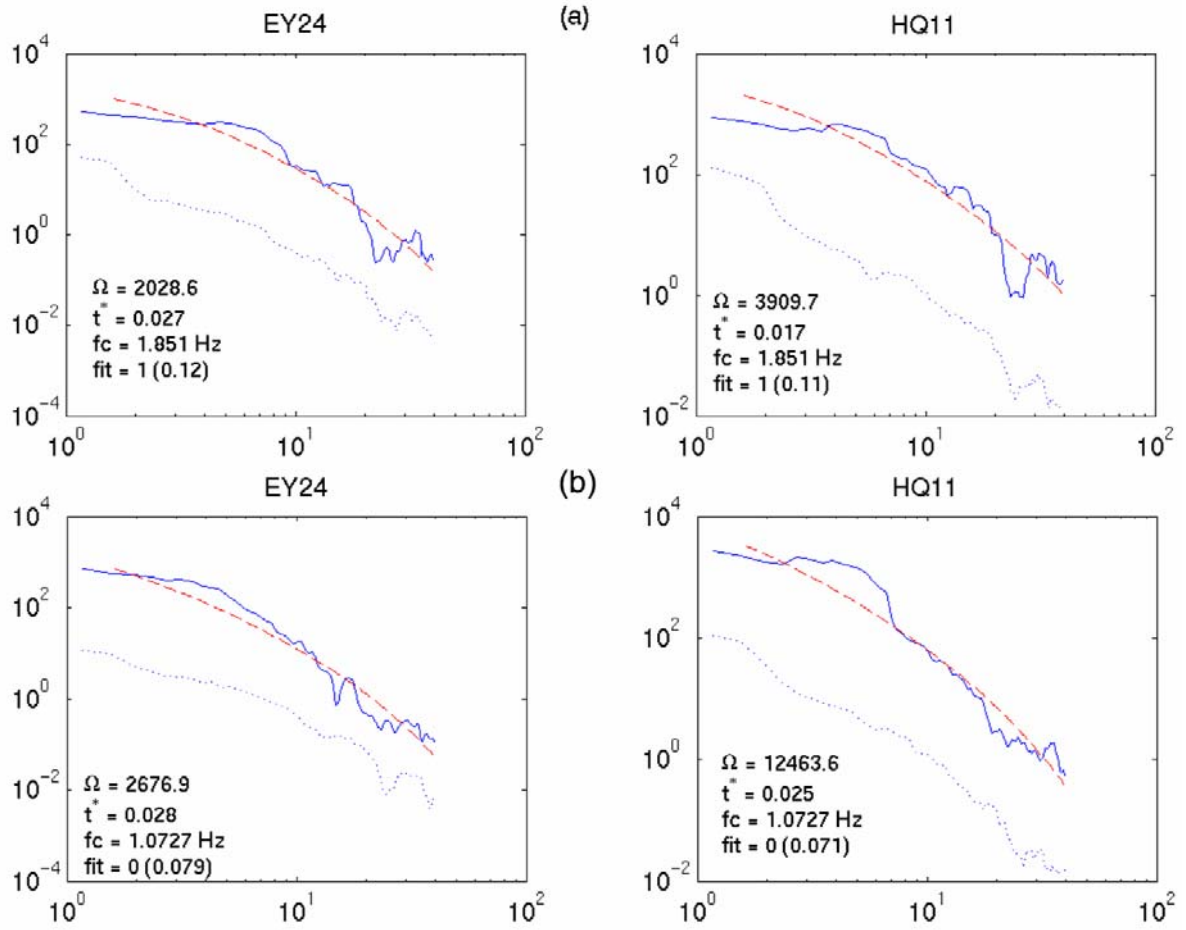 (a)
EY24
HQ11
10^4
10^2
10^0
10^-2
10^-4
Ω = 2028.6
t* = 0.027
fc = 1.851 Hz
fit = 1 (0.12)
10^0
10^1
10^2
10^4
10^2
10^0
10^-2
Ω = 3909.7
t* = 0.017
fc = 1.851 Hz
fit = 1 (0.11)
10^0
10^1
10^2
(b)
EY24
HQ11
10^4
10^2
10^0
10^-2
10^-4
Ω = 2676.9
t* = 0.028
fc = 1.0727 Hz
fit = 0 (0.079)
10^0
10^1
10^2
10^4
10^2
10^0
10^-2
Ω = 12463.6
t* = 0.025
fc = 1.0727 Hz
fit = 0 (0.071)
10^0
10^1
10^2